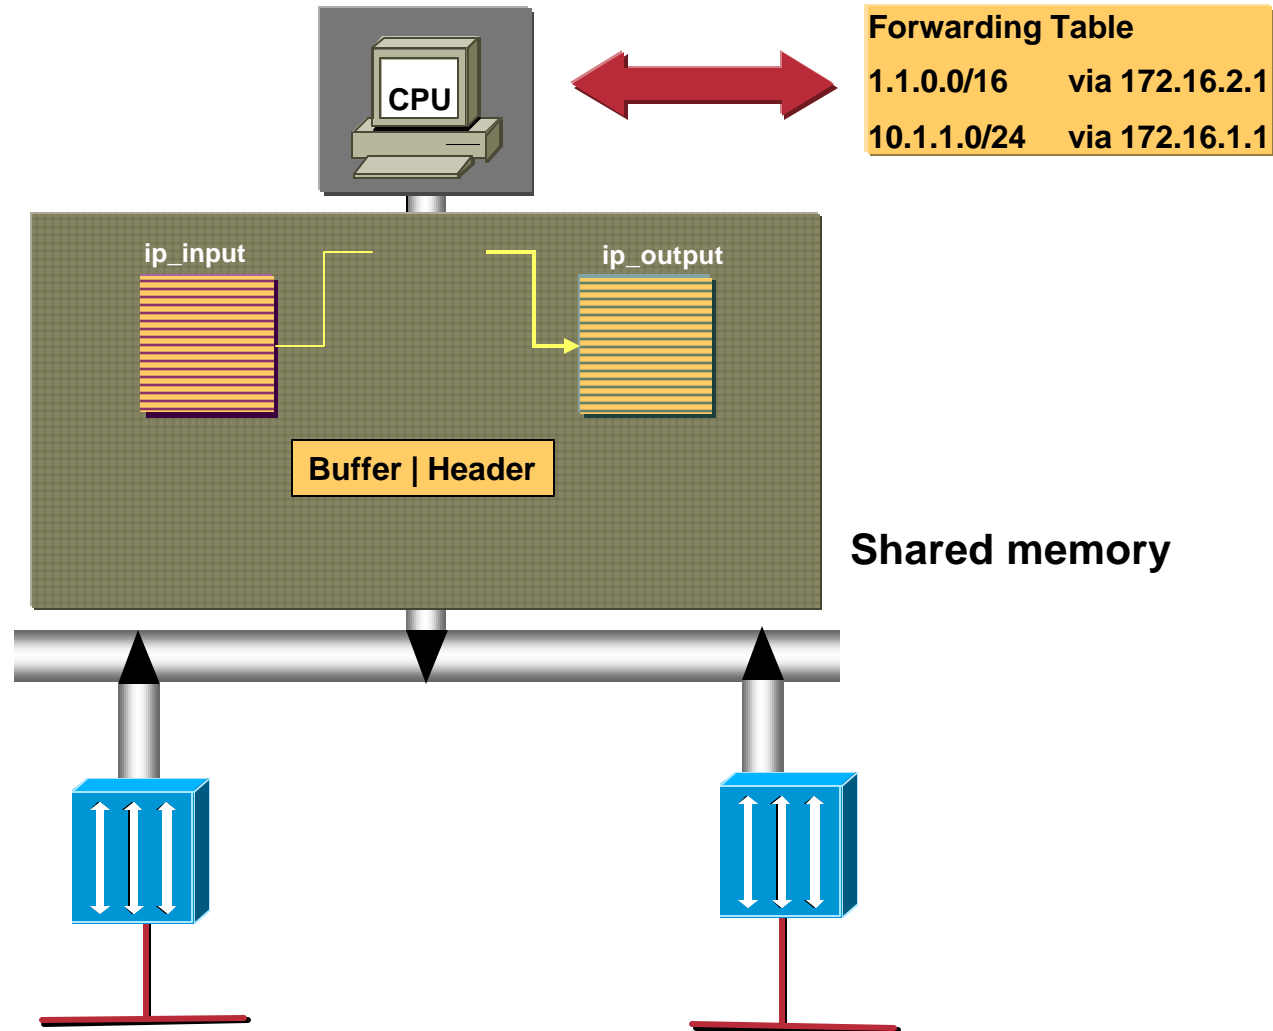 Forwarding Table
1.1.0.0/16 via 172.16.2.1
10.1.1.0/24 via 172.16.1.1
CPU
ip_input
ip_output
Buffer | Header
Shared memory